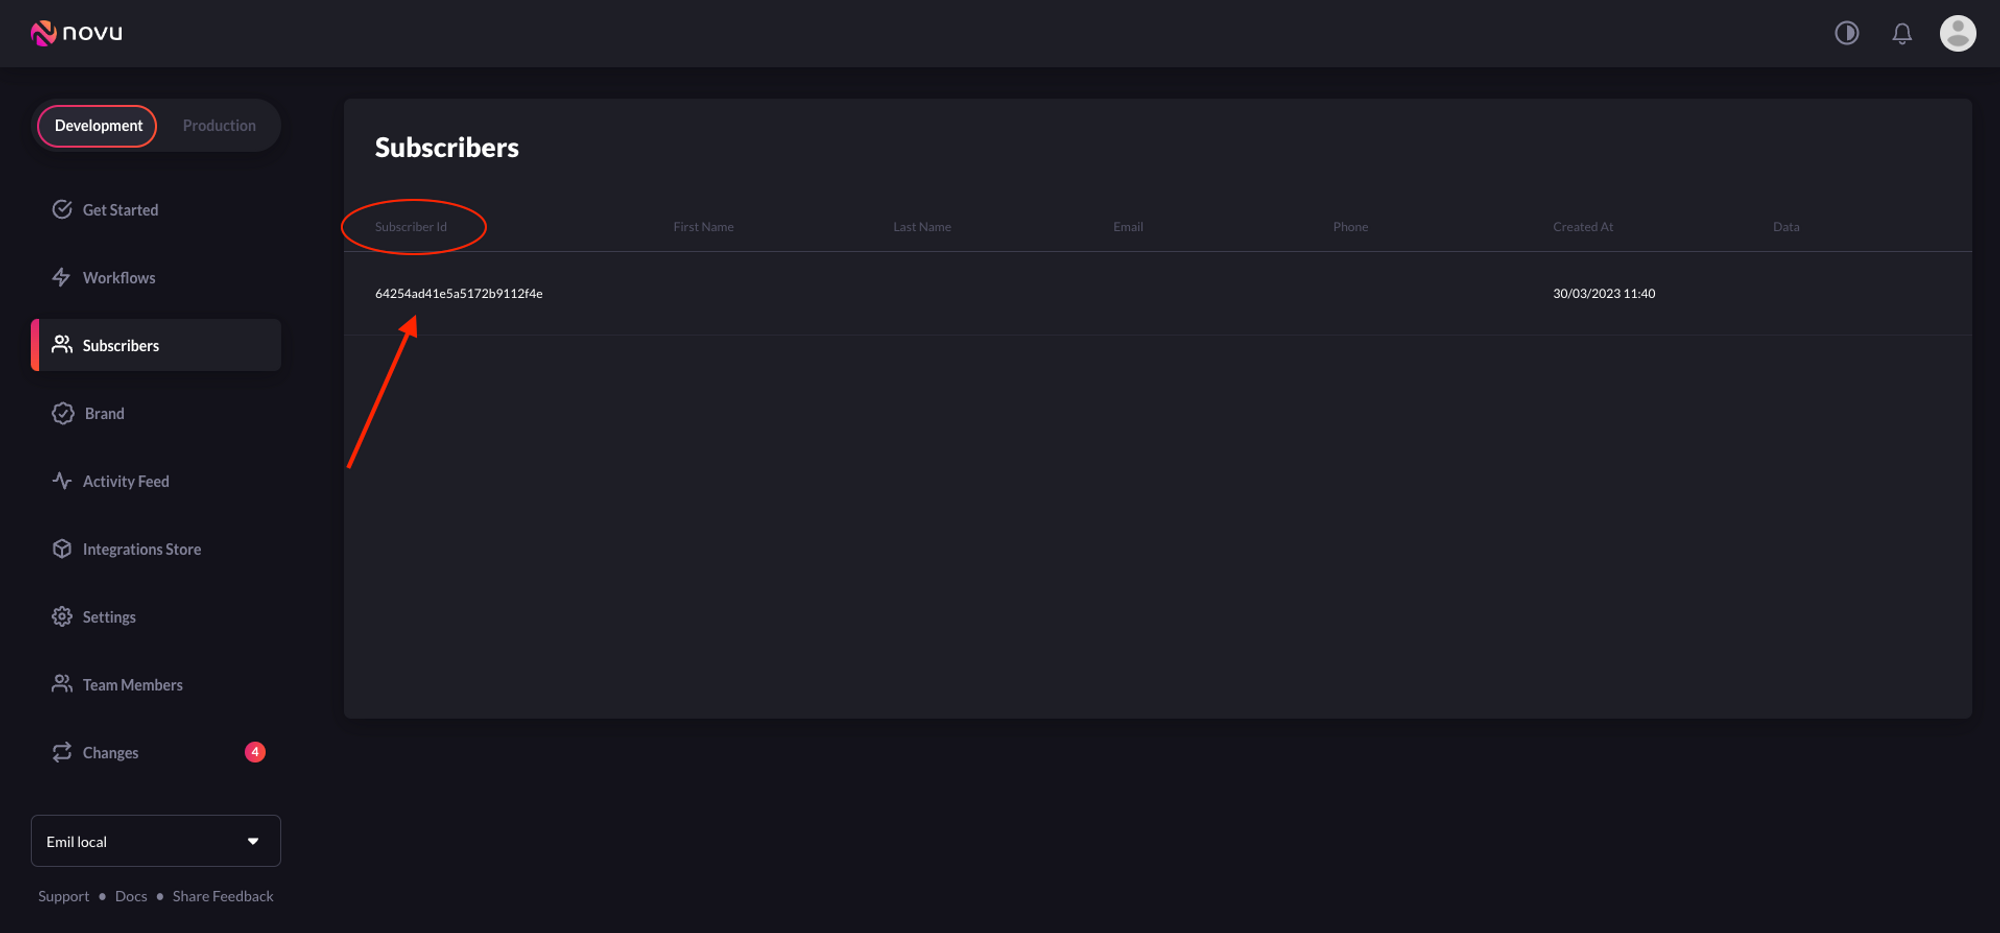 novu
Development Production
Get Started
Workflows
Subscribers
Brand
Activity Feed
Integrations Store
Settings
Team Members
Changes 4
Emil local
Support • Docs • Share Feedback
Subscribers
Subscriber Id First Name Last Name Email Phone Created At Data
64254ad41e5a5172b9112f4e 30/03/2023 11:40